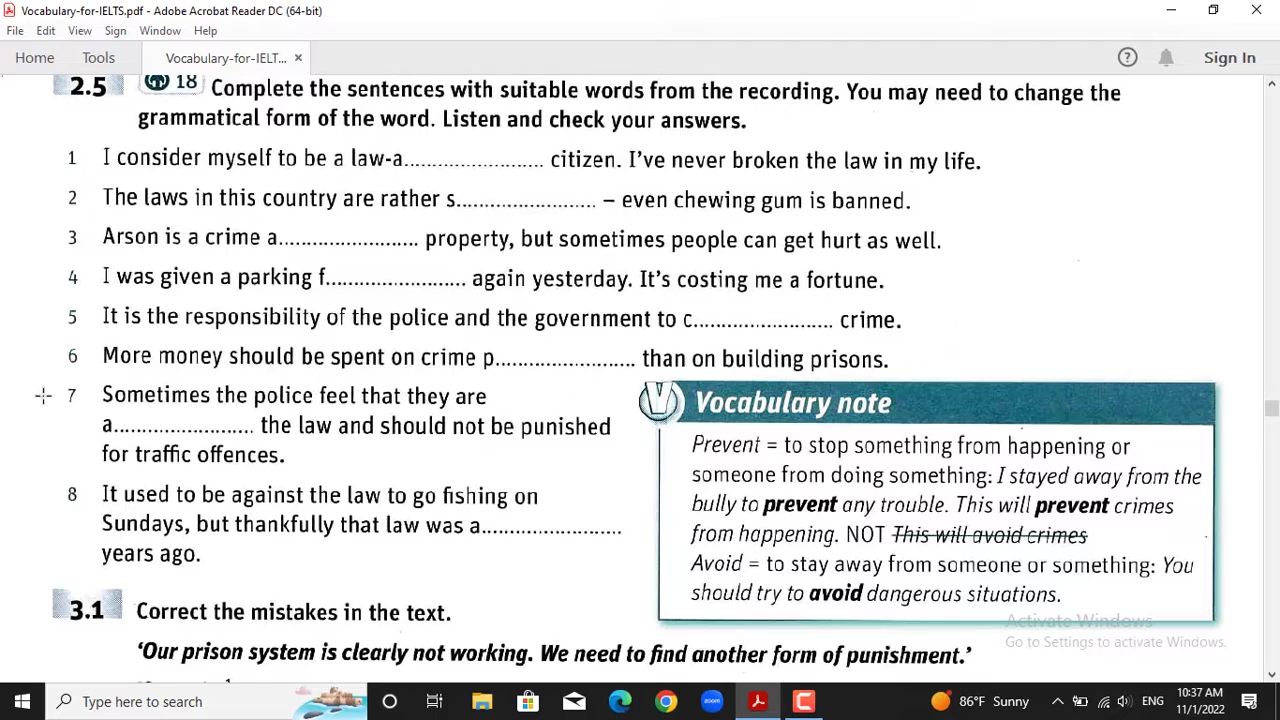 Vocabulary-for-IELTS.pdf - Adobe Acrobat Reader DC (64-bit)
File Edit View Sign Window Help
Home Tools Vocabulary-for-IELT... × Sign In
2.5 18 Complete the sentences with suitable words from the recording. You may need to change the
grammatical form of the word. Listen and check your answers.
1 I consider myself to be a law-a........................ citizen. I've never broken the law in my life.
2 The laws in this country are rather s........................ – even chewing gum is banned.
3 Arson is a crime a........................ property, but sometimes people can get hurt as well.
4 I was given a parking f........................ again yesterday. It's costing me a fortune.
5 It is the responsibility of the police and the government to c........................ crime.
6 More money should be spent on crime p........................ than on building prisons.
7 Sometimes the police feel that they are
a........................ the law and should not be punished
for traffic offences.
8 It used to be against the law to go fishing on
Sundays, but thankfully that law was a........................
years ago.
V Vocabulary note
Prevent = to stop something from happening or
someone from doing something: I stayed away from the
bully to prevent any trouble. This will prevent crimes
from happening. NOT This will avoid crimes
Avoid = to stay away from someone or something: You
should try to avoid dangerous situations.
Activate Windows
Go to Settings to activate Windows.
3.1 Correct the mistakes in the text.
'Our prison system is clearly not working. We need to find another form of punishment.'
Type here to search
zoom
86°F Sunny
ENG
10:37 AM
11/1/2022